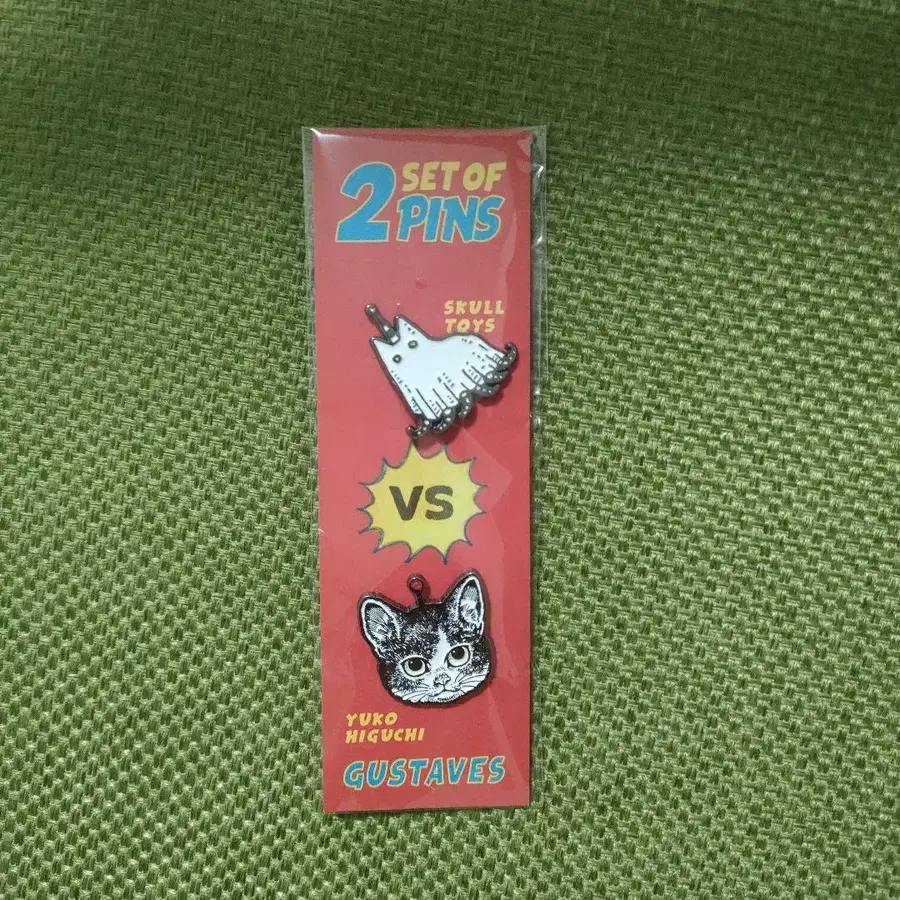 2 SET OF
PINS
SKULL
TOYS
VS
YUKO
HIGUCHI
GUSTAVES